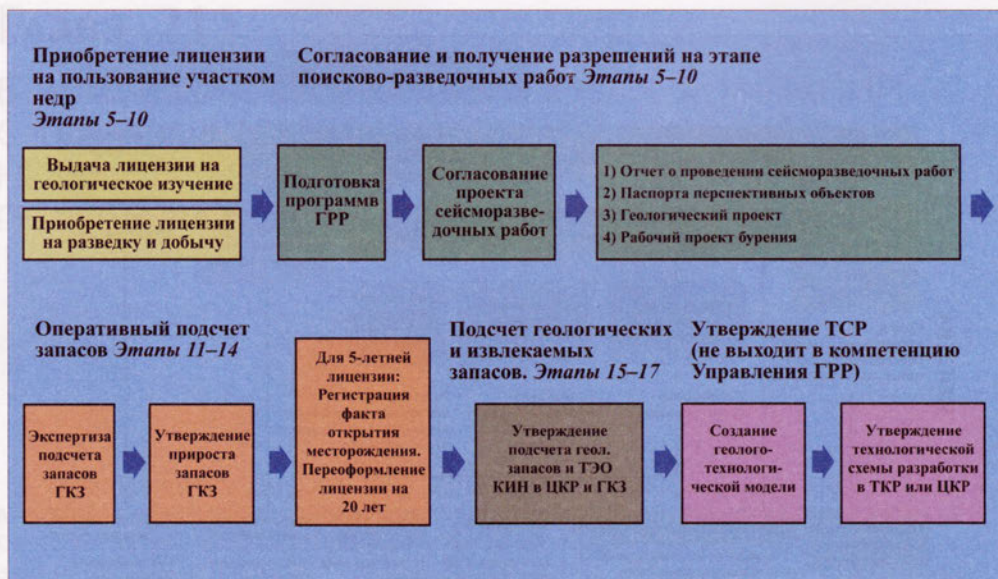 Приобретение лицензии
на пользование участком
недр
Этапы 5–10
Согласование и получение разрешений на этапе
поисково-разведочных работ Этапы 5–10
Выдача лицензии на
геологическое изучение
Приобретение лицензии
на разведку и добычу
Подготовка
программв
ГРР
Согласование
проекта
сейсморазве-
дочных работ
1) Отчет о проведении сейсморазведочных работ
2) Паспорта перспективных объектов
3) Геологический проект
4) Рабочий проект бурения
Оперативный подсчет
запасов Этапы 11–14
Подсчет геологических
и извлекаемых
запасов. Этапы 15–17
Утверждение ТСР
(не выходит в компетенцию
Управления ГРР)
Экспертиза
подсчета
запасов
ГКЗ
Утверждение
прироста
запасов
ГКЗ
Для 5-летней
лицензии:
Регистрация
факта
открытия
месторождения.
Переоформление
лицензии на
20 лет
Утверждение
подсчета геол.
запасов и ТЭО
КИН в ЦКР и ГКЗ
Создание
геолого-
технологи-
ческой модели
Утверждение
технологической
схемы разработки
в ТКР или ЦКР